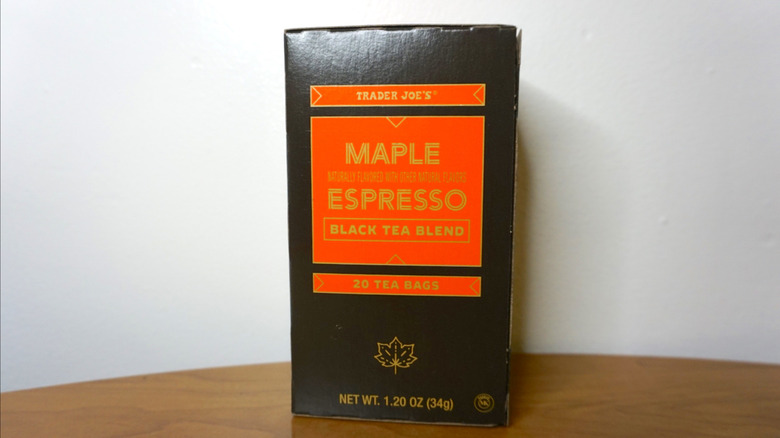 TRADER JOE'S®
MAPLE
NATURALLY FLAVORED WITH OTHER NATURAL FLAVORS
ESPRESSO
BLACK TEA BLEND
20 TEA BAGS
NET WT. 1.20 OZ (34g)